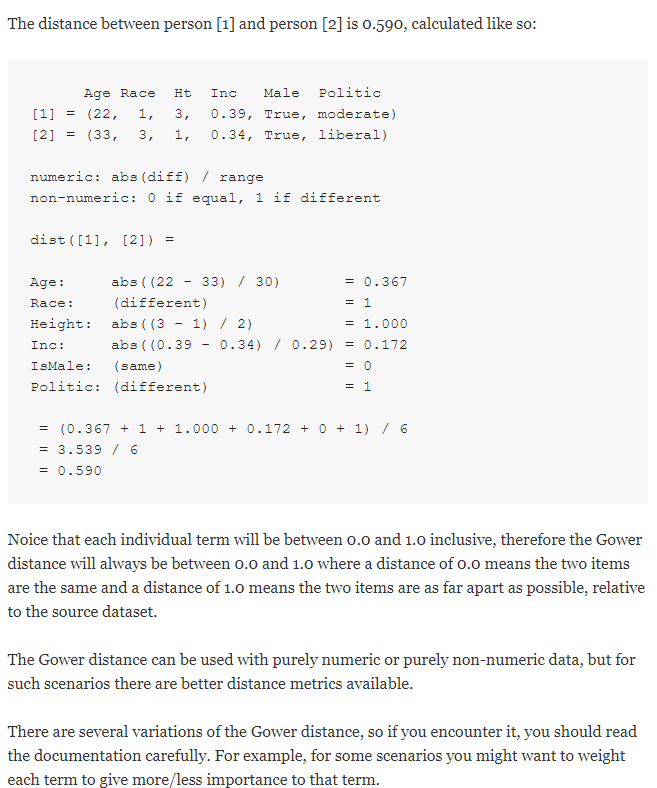 The distance between person [1] and person [2] is 0.590, calculated like so:
Age Race Ht Inc Male Politic
[1] = (22, 1, 3, 0.39, True, moderate)
[2] = (33, 3, 1, 0.34, True, liberal)
numeric: abs(diff) / range
non-numeric: 0 if equal, 1 if different
dist([1], [2]) =
Age: abs((22 - 33) / 30) = 0.367
Race: (different) = 1
Height: abs((3 - 1) / 2) = 1.000
Inc: abs((0.39 - 0.34) / 0.29) = 0.172
IsMale: (same) = 0
Politic: (different) = 1
= (0.367 + 1 + 1.000 + 0.172 + 0 + 1) / 6
= 3.539 / 6
= 0.590
Noice that each individual term will be between 0.0 and 1.0 inclusive, therefore the Gower
distance will always be between 0.0 and 1.0 where a distance of 0.0 means the two items
are the same and a distance of 1.0 means the two items are as far apart as possible, relative
to the source dataset.
The Gower distance can be used with purely numeric or purely non-numeric data, but for
such scenarios there are better distance metrics available.
There are several variations of the Gower distance, so if you encounter it, you should read
the documentation carefully. For example, for some scenarios you might want to weight
each term to give more/less importance to that term.